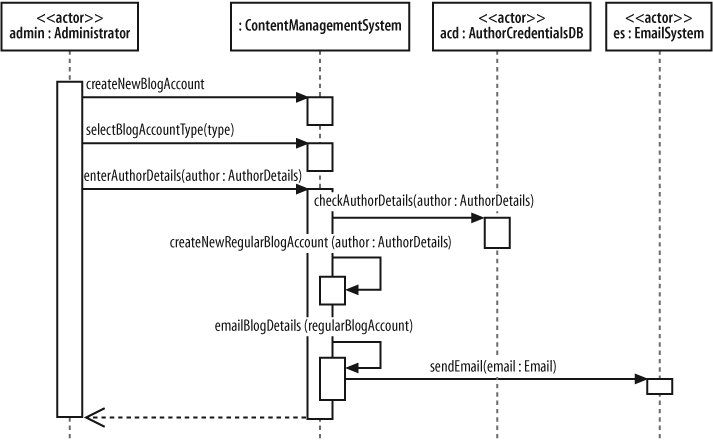 <<actor>>
admin : Administrator
: ContentManagementSystem
<<actor>>
acd : AuthorCredentialsDB
<<actor>>
es : EmailSystem
createNewBlogAccount
selectBlogAccountType(type)
enterAuthorDetails(author : AuthorDetails)
checkAuthorDetails(author : AuthorDetails)
createNewRegularBlogAccount (author : AuthorDetails)
emailBlogDetails (regularBlogAccount)
sendEmail(email : Email)